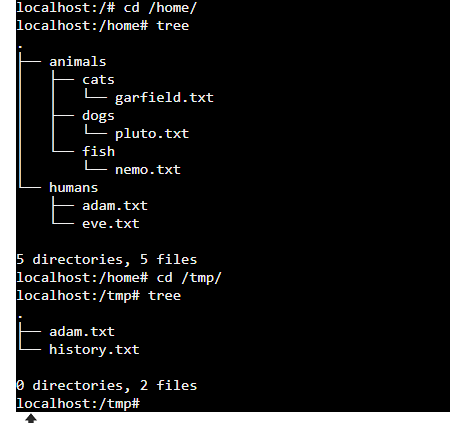 localhost:/# cd /home/
localhost:/home# tree
.
├── animals
│   ├── cats
│   │   └── garfield.txt
│   ├── dogs
│   │   └── pluto.txt
│   └── fish
│       └── nemo.txt
└── humans
    ├── adam.txt
    └── eve.txt
5 directories, 5 files
localhost:/home# cd /tmp/
localhost:/tmp# tree
.
├── adam.txt
└── history.txt
0 directories, 2 files
localhost:/tmp#